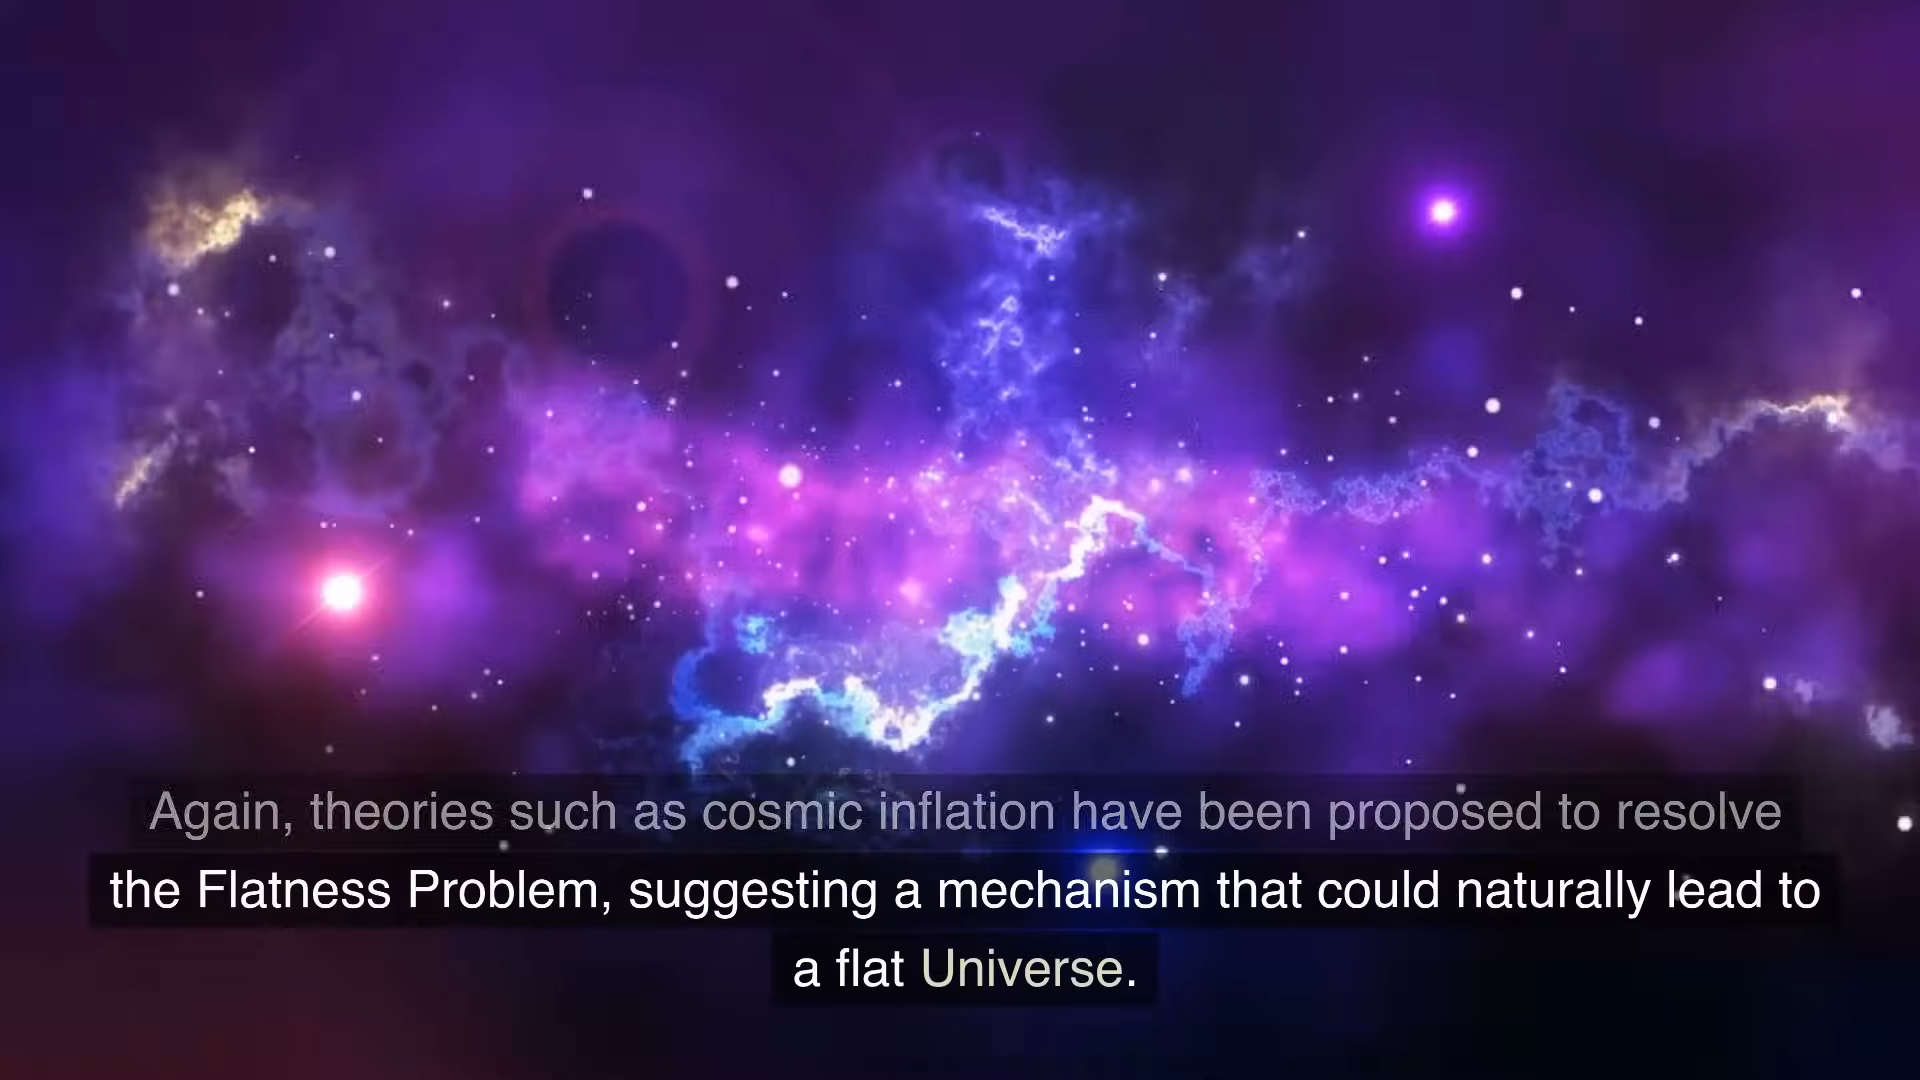 Again, theories such as cosmic inflation have been proposed to resolve
the Flatness Problem, suggesting a mechanism that could naturally lead to
a flat Universe.